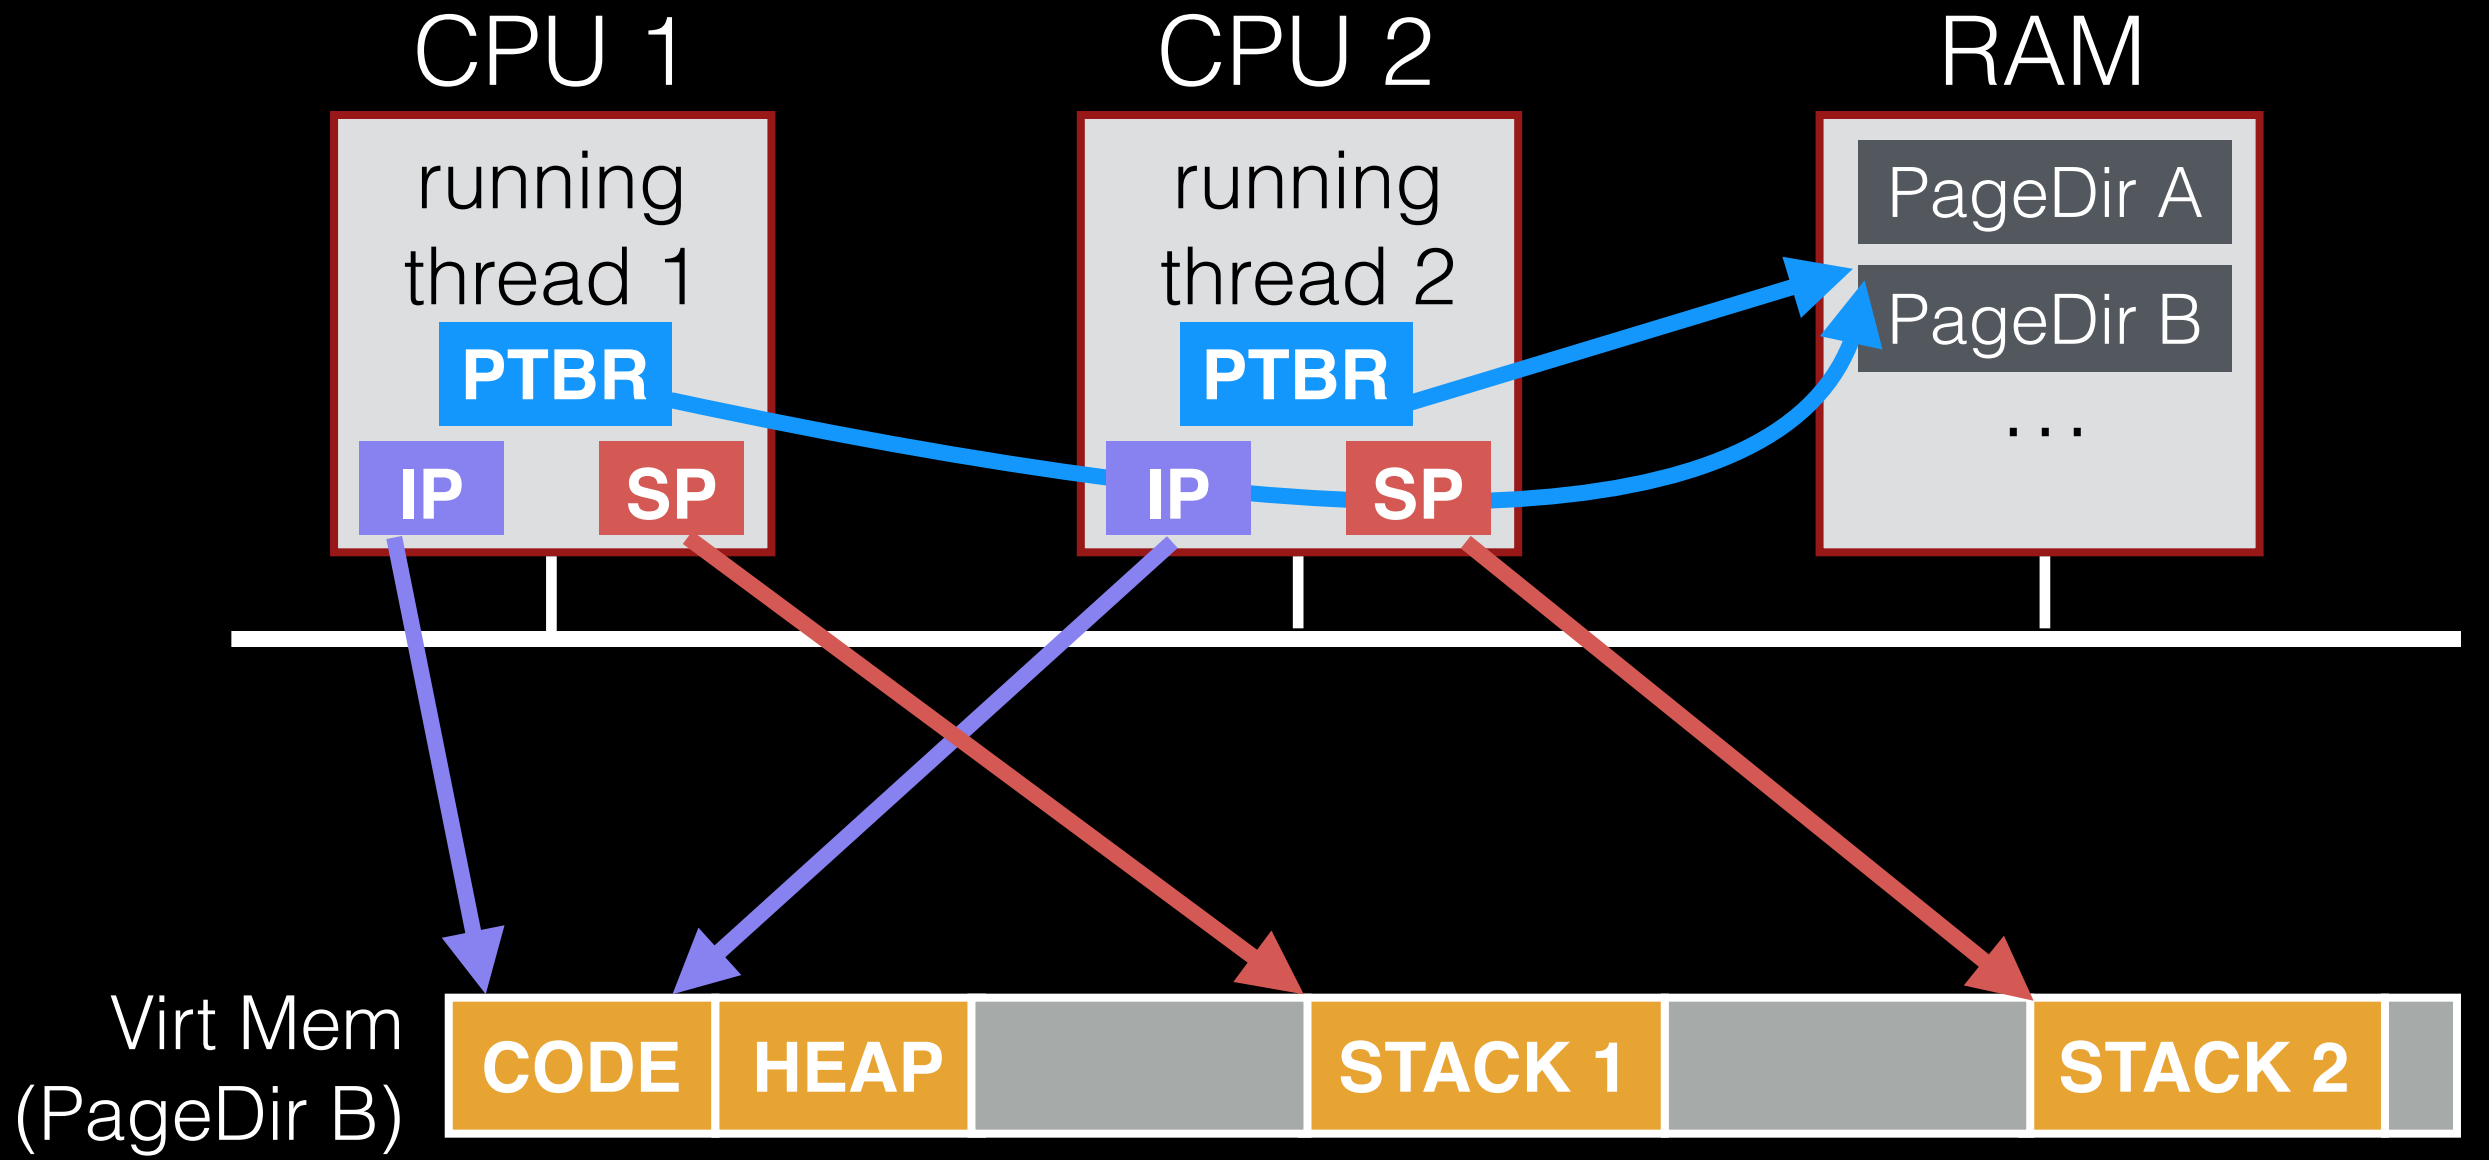 CPU 1
CPU 2
RAM
running
thread 1
PTBR
IP
SP
running
thread 2
PTBR
IP
SP
PageDir A
PageDir B
...
Virt Mem
(PageDir B)
CODE
HEAP
STACK 1
STACK 2